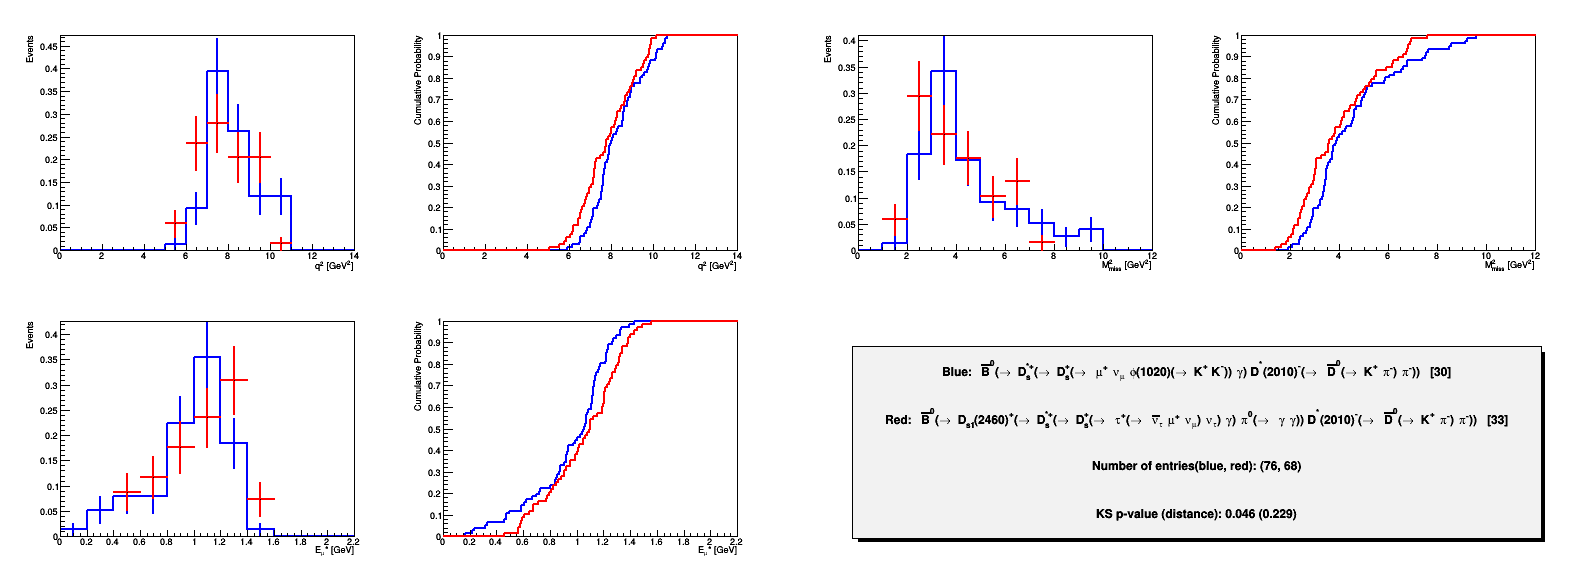 Events
0.45
0.4
0.35
0.3
0.25
0.2
0.15
0.1
0.05
0
0 2 4 6 8 10 12 14
q² [GeV²]
Cumulative Probability
1
0.9
0.8
0.7
0.6
0.5
0.4
0.3
0.2
0.1
0
0 2 4 6 8 10 12 14
q² [GeV²]
Events
0.4
0.35
0.3
0.25
0.2
0.15
0.1
0.05
0
0 2 4 6 8 10 12
M²miss [GeV²]
Cumulative Probability
1
0.9
0.8
0.7
0.6
0.5
0.4
0.3
0.2
0.1
0
0 2 4 6 8 10 12
M²miss [GeV²]
Events
0.4
0.35
0.3
0.25
0.2
0.15
0.1
0.05
0
0 0.2 0.4 0.6 0.8 1 1.2 1.4 1.6 1.8 2 2.2
Eμ* [GeV]
Cumulative Probability
1
0.9
0.8
0.7
0.6
0.5
0.4
0.3
0.2
0.1
0
0 0.2 0.4 0.6 0.8 1 1.2 1.4 1.6 1.8 2 2.2
Eμ* [GeV]
Blue: B̅⁰(→ Dₛ*⁺(→ Dₛ⁺(→ μ⁺ νμ ϕ(1020)(→ K⁺ K⁻)) γ) D*(2010)⁻(→ D̅⁰(→ K⁺ π⁻) π⁻)) [30]
Red: B̅⁰(→ Dₛ₁(2460)⁺(→ Dₛ*⁺(→ Dₛ⁺(→ τ⁺(→ ν̅τ μ⁺ νμ) ντ) γ) π⁰(→ γ γ)) D*(2010)⁻(→ D̅⁰(→ K⁺ π⁻) π⁻)) [33]
Number of entries(blue, red): (76, 68)
KS p-value (distance): 0.046 (0.229)